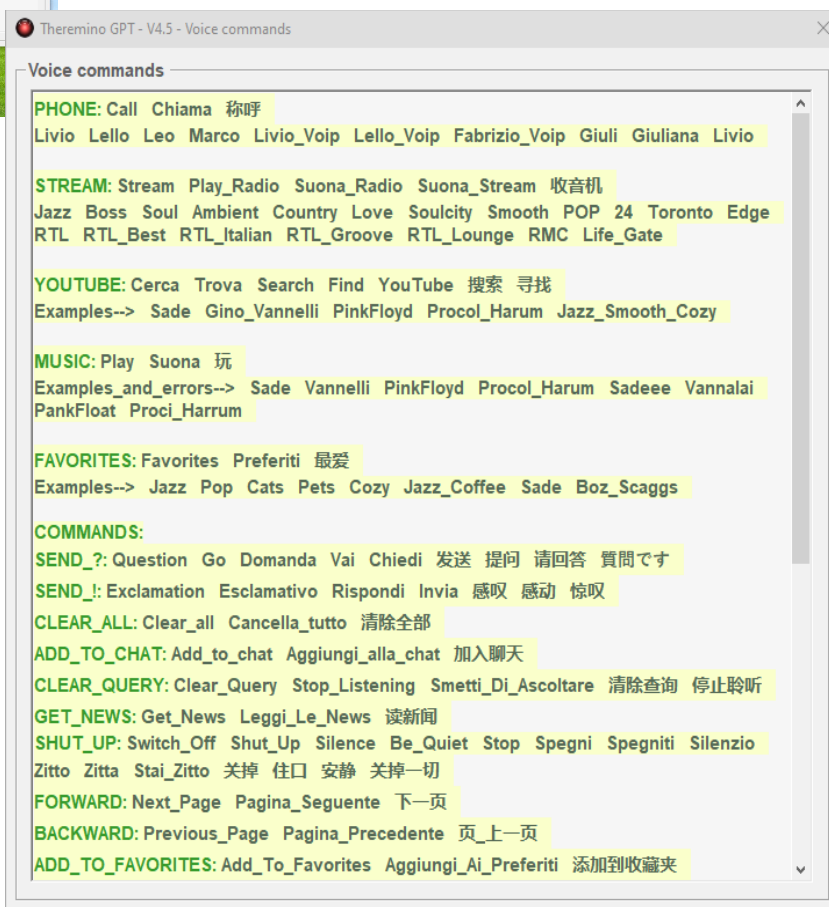 Theremino GPT - V4.5 - Voice commands
Voice commands
PHONE: Call Chiama 称呼
Livio Lello Leo Marco Livio_Voip Lello_Voip Fabrizio_Voip Giuli Giuliana Livio
STREAM: Stream Play_Radio Suona_Radio Suona_Stream 收音机
Jazz Boss Soul Ambient Country Love Soulcity Smooth POP 24 Toronto Edge
RTL RTL_Best RTL_Italian RTL_Groove RTL_Lounge RMC Life_Gate
YOUTUBE: Cerca Trova Search Find YouTube 搜索 寻找
Examples--> Sade Gino_Vannelli PinkFloyd Procol_Harum Jazz_Smooth_Cozy
MUSIC: Play Suona 玩
Examples_and_errors--> Sade Vannelli PinkFloyd Procol_Harum Sadeee Vannalai
PankFloat Proci_Harrum
FAVORITES: Favorites Preferiti 最爱
Examples--> Jazz Pop Cats Pets Cozy Jazz_Coffee Sade Boz_Scaggs
COMMANDS:
SEND_?: Question Go Domanda Vai Chiedi 发送 提问 请回答 質問です
SEND_!: Exclamation Esclamativo Rispondi Invia 感叹 感动 惊叹
CLEAR_ALL: Clear_all Cancella_tutto 清除全部
ADD_TO_CHAT: Add_to_chat Aggiungi_alla_chat 加入聊天
CLEAR_QUERY: Clear_Query Stop_Listening Smetti_Di_Ascoltare 清除查询 停止聆听
GET_NEWS: Get_News Leggi_Le_News 读新闻
SHUT_UP: Switch_Off Shut_Up Silence Be_Quiet Stop Spegni Spegniti Silenzio
Zitto Zitta Stai_Zitto 关掉 住口 安静 关掉一切
FORWARD: Next_Page Pagina_Seguente 下一页
BACKWARD: Previous_Page Pagina_Precedente 页_上一页
ADD_TO_FAVORITES: Add_To_Favorites Aggiungi_Ai_Preferiti 添加到收藏夹